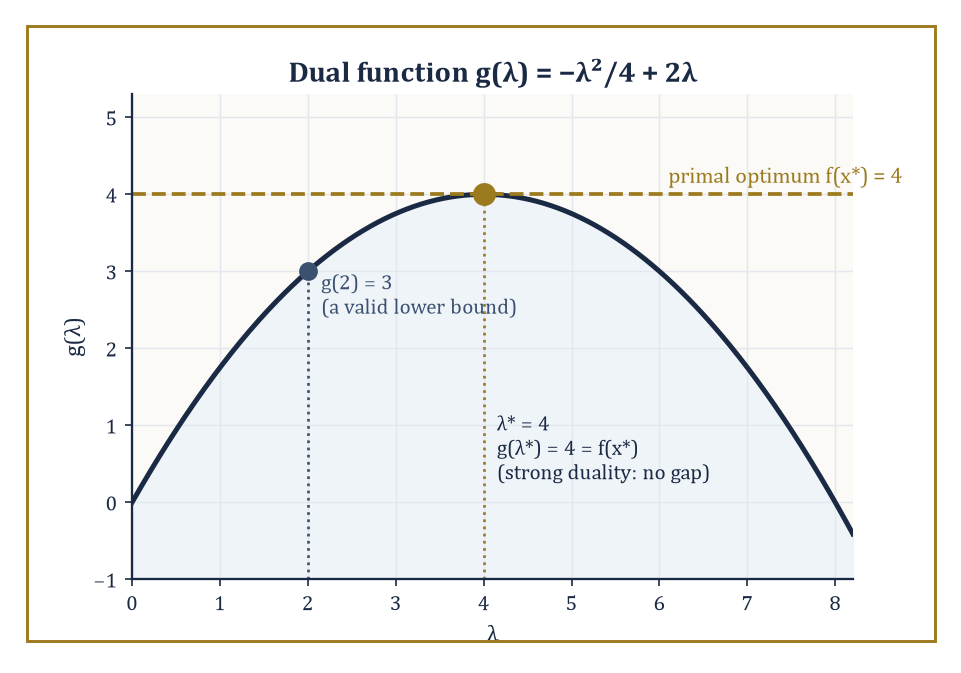 Dual function g(λ) = −λ²/4 + 2λ
5
primal optimum f(x*) = 4
4
3
g(2) = 3
(a valid lower bound)
g(λ)
2
1
λ* = 4
g(λ*) = 4 = f(x*)
(strong duality: no gap)
0
−1
0 1 2 3 4 5 6 7 8
λ